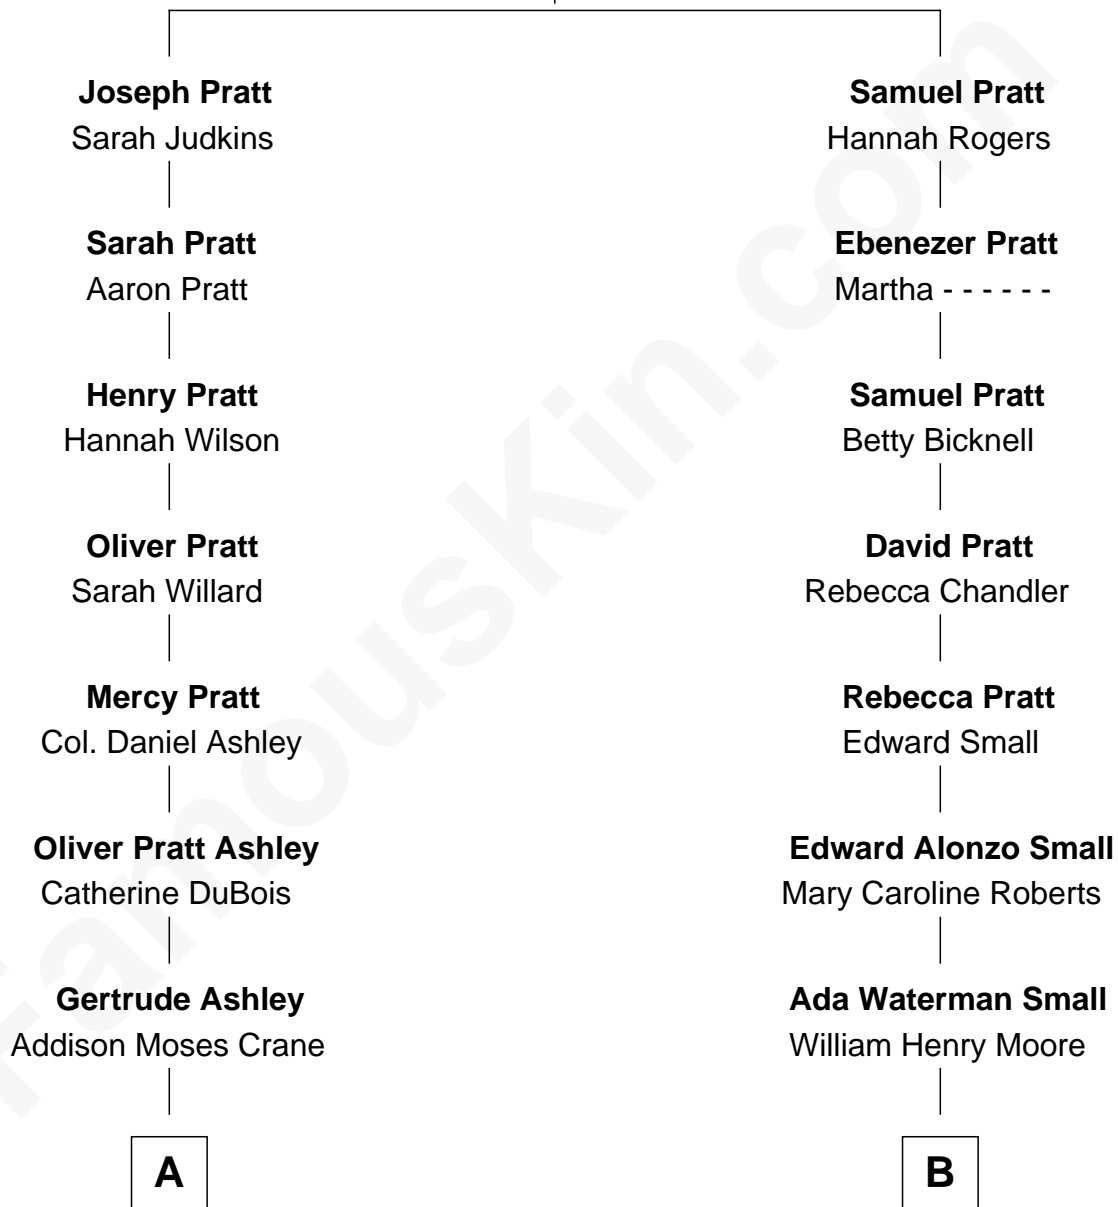 Joseph Pratt
Sarah Judkins
Sarah Pratt
Aaron Pratt
Henry Pratt
Hannah Wilson
Oliver Pratt
Sarah Willard
Mercy Pratt
Col. Daniel Ashley
Oliver Pratt Ashley
Catherine DuBois
Gertrude Ashley
Addison Moses Crane
A
Samuel Pratt
Hannah Rogers
Ebenezer Pratt
Martha - - - - - -
Samuel Pratt
Betty Bicknell
David Pratt
Rebecca Chandler
Rebecca Pratt
Edward Small
Edward Alonzo Small
Mary Caroline Roberts
Ada Waterman Small
William Henry Moore
B
FamousKin.com